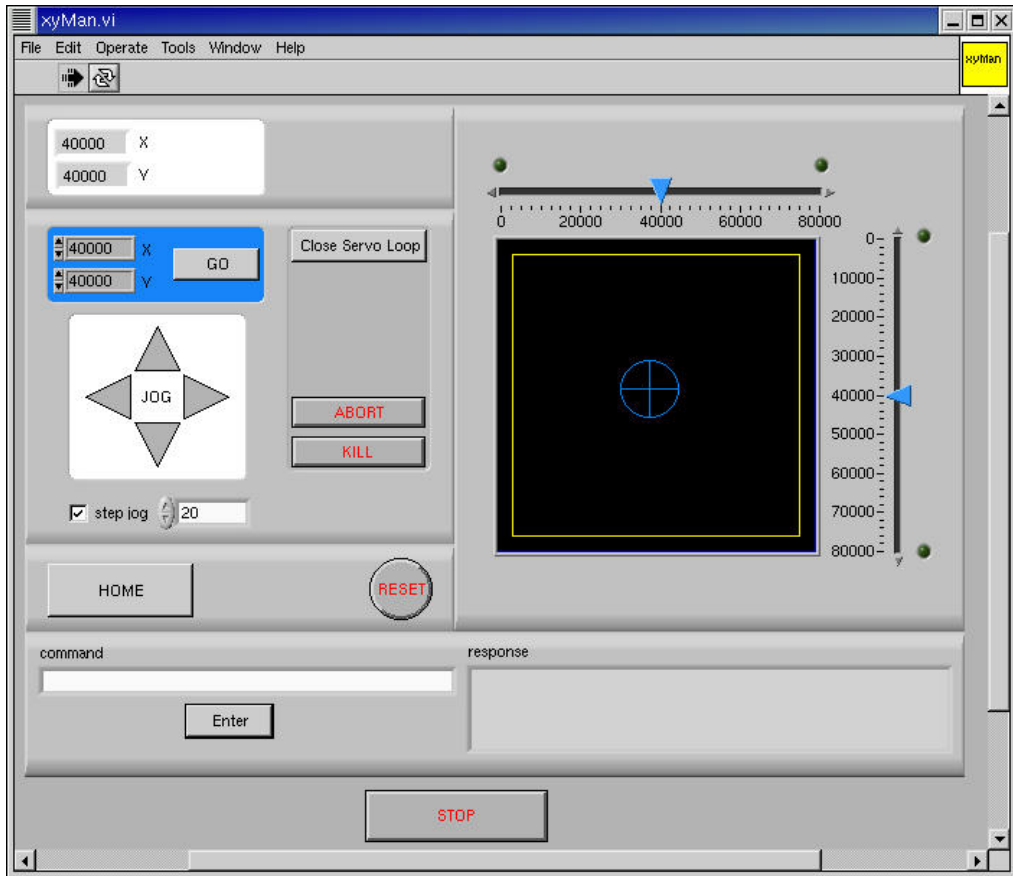 xyMan.vi
File Edit Operate Tools Window Help
xyMan
40000 X
40000 Y
40000 X
40000 Y
GO
Close Servo Loop
JOG
ABORT
KILL
step jog 20
HOME
RESET
0 20000 40000 60000 80000
0
10000
20000
30000
40000
50000
60000
70000
80000
command
response
Enter
STOP